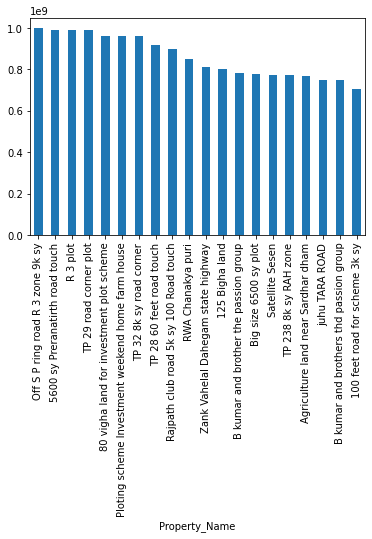 1e9
1.0
0.8
0.6
0.4
0.2
0.0
Off S P ring road R 3 zone 9k sy
5600 sy Preranatirth road touch
R 3 plot
TP 29 road corner plot
80 vigha land for investment plot scheme
Ploting scheme Investment weekend home farm house
TP 32 8k sy road corner
TP 28 60 feet road touch
Rajpath club road 5k sy 100 Road touch
RWA Chanakya puri
Zank Vahelal Dahegam state highway
125 Bigha land
B kumar and brother the passion group
Big size 6500 sy plot
Satellite Sesen
TP 238 8k sy RAH zone
Agriculture land near Sardhar dham
juhu TARA ROAD
B kumar and brothers thd passion group
100 feet road for scheme 3k sy
Property_Name